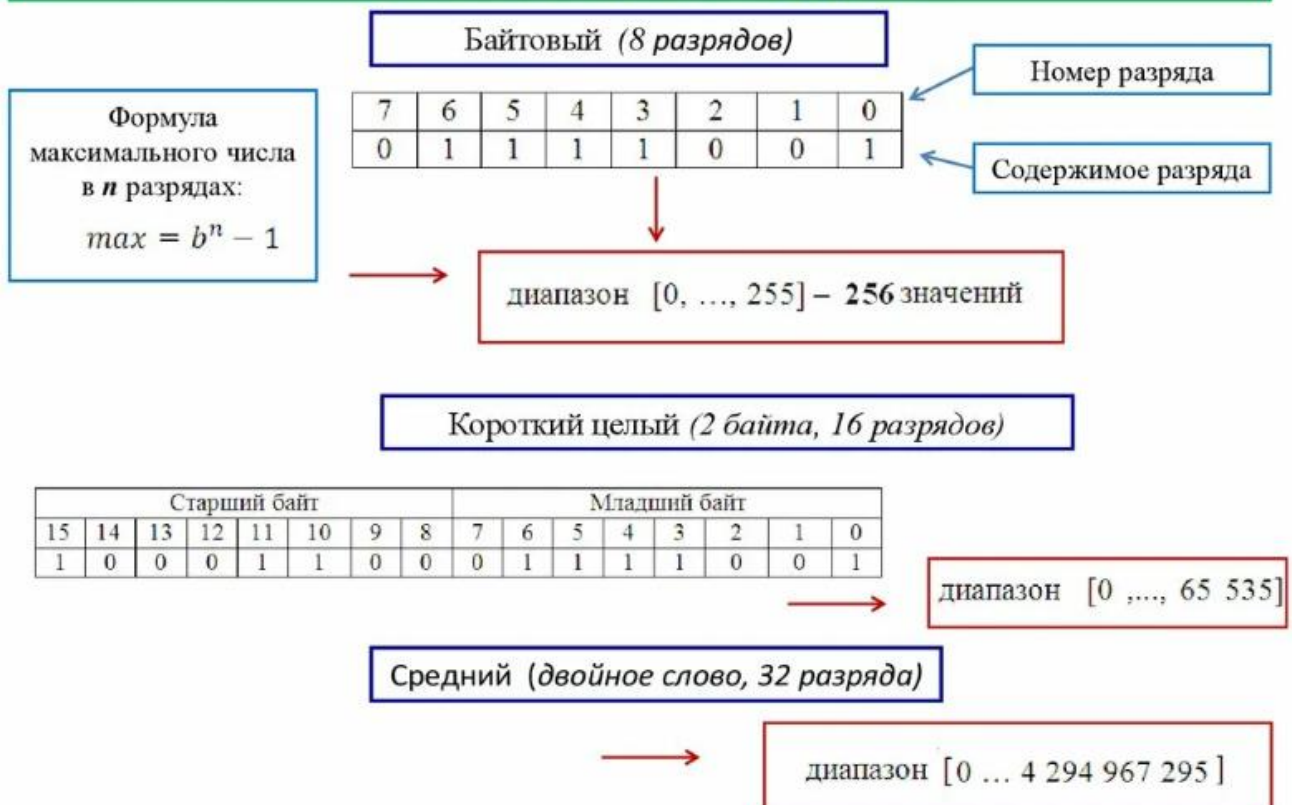 Байтовый (8 разрядов)
Номер разряда
Формула
максимального числа
в n разрядах:
max = bⁿ − 1
7 6 5 4 3 2 1 0
0 1 1 1 1 0 0 1
Содержимое разряда
диапазон [0, ..., 255] – 256 значений
Короткий целый (2 байта, 16 разрядов)
Старший байт Младший байт
15 14 13 12 11 10 9 8 7 6 5 4 3 2 1 0
1 0 0 0 1 1 0 0 0 1 1 1 1 0 0 1
диапазон [0 ,..., 65 535]
Средний (двойное слово, 32 разряда)
диапазон [0 ... 4 294 967 295 ]